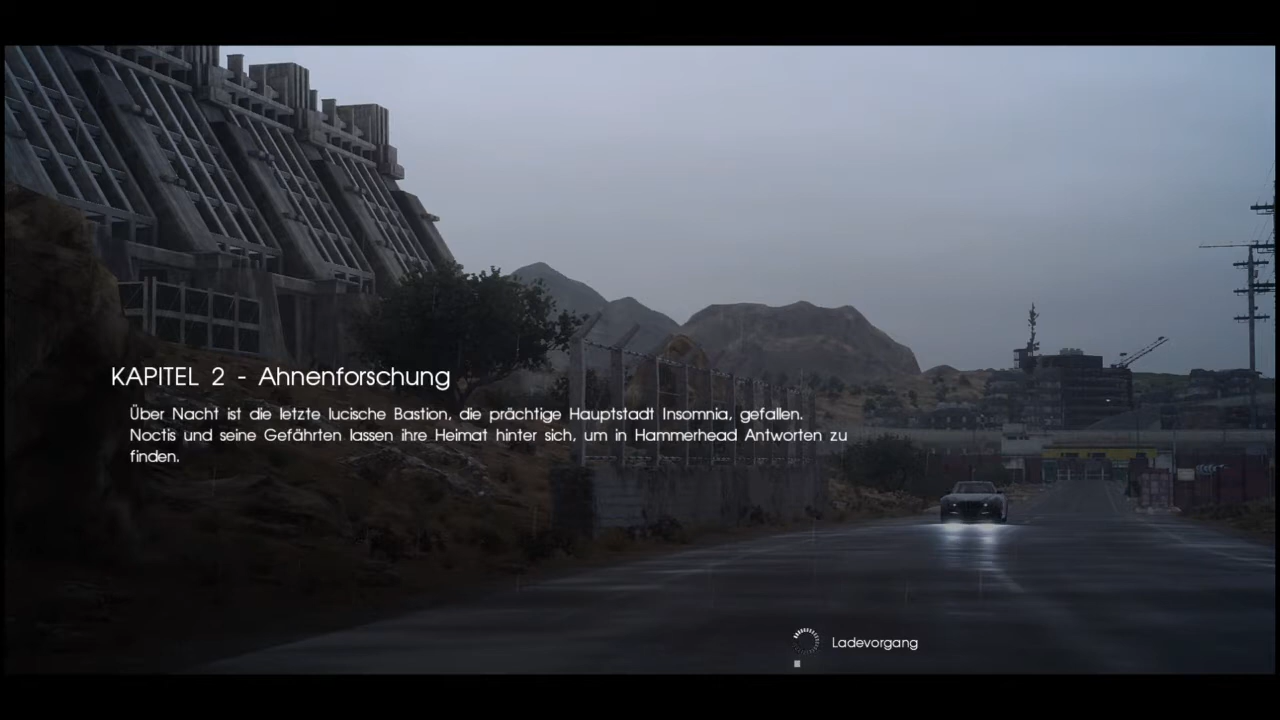 KAPITEL 2 - Ahnenforschung
Über Nacht ist die letzte lucische Bastion, die prächtige Hauptstadt Insomnia, gefallen.
Noctis und seine Gefährten lassen ihre Heimat hinter sich, um in Hammerhead Antworten zu
finden.
Ladevorgang